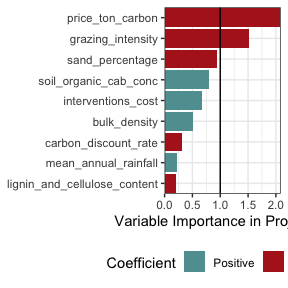 price_ton_carbon
grazing_intensity
sand_percentage
soil_organic_cab_conc
interventions_cost
bulk_density
carbon_discount_rate
mean_annual_rainfall
lignin_and_cellulose_content
0.0 0.5 1.0 1.5 2.0
Variable Importance in Proj
Coefficient Positive